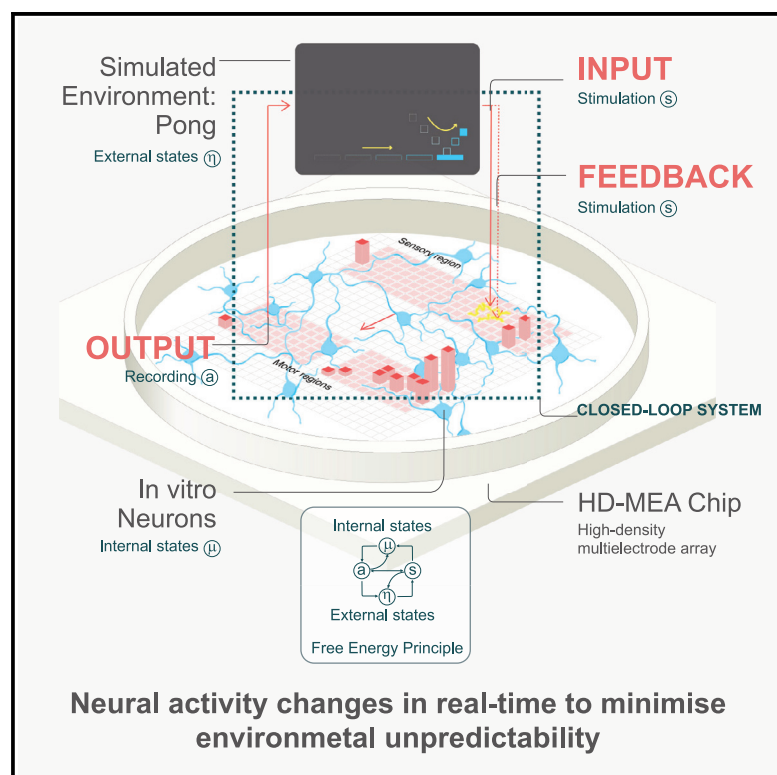 Simulated
Environment:
Pong
External states η
INPUT
Stimulation s
FEEDBACK
Stimulation s
Sensory region
OUTPUT
Recording a
Motor regions
CLOSED-LOOP SYSTEM
In vitro
Neurons
Internal states μ
HD-MEA Chip
High-density
multielectrode array
Internal states
μ
a
s
η
External states
Free Energy Principle
Neural activity changes in real-time to minimise
environmetal unpredictability